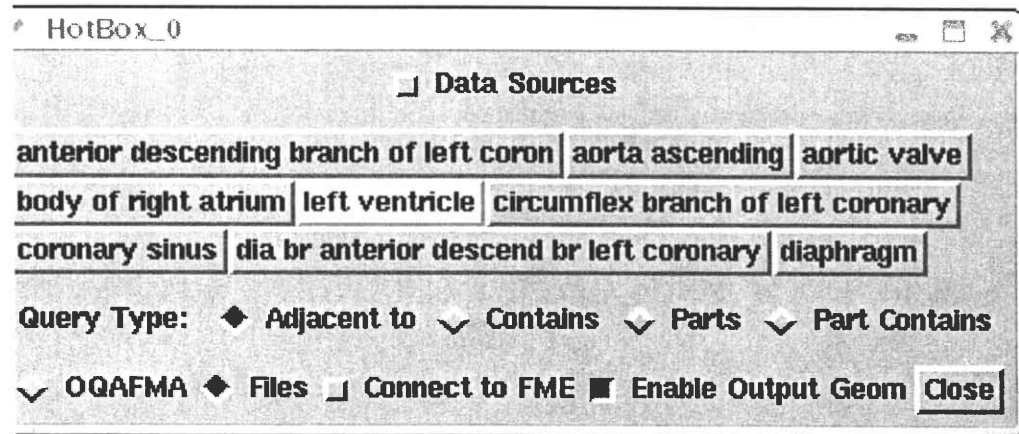 HotBox_0
Data Sources
anterior descending branch of left coron aorta ascending aortic valve
body of right atrium left ventricle circumflex branch of left coronary
coronary sinus dia br anterior descend br left coronary diaphragm
Query Type: Adjacent to Contains Parts Part Contains
OQAFMA Files Connect to FME Enable Output Geom Close